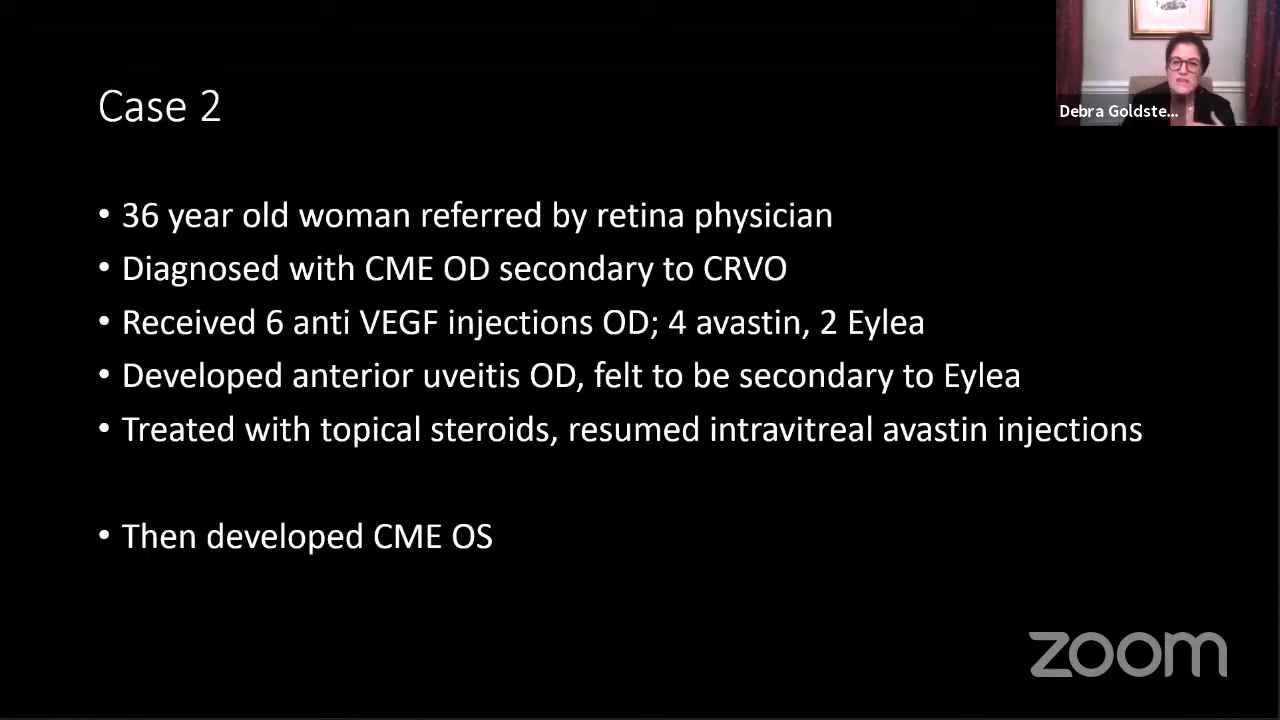 Debra Goldste...
Case 2
• 36 year old woman referred by retina physician
• Diagnosed with CME OD secondary to CRVO
• Received 6 anti VEGF injections OD; 4 avastin, 2 Eylea
• Developed anterior uveitis OD, felt to be secondary to Eylea
• Treated with topical steroids, resumed intravitreal avastin injections
• Then developed CME OS
zoom